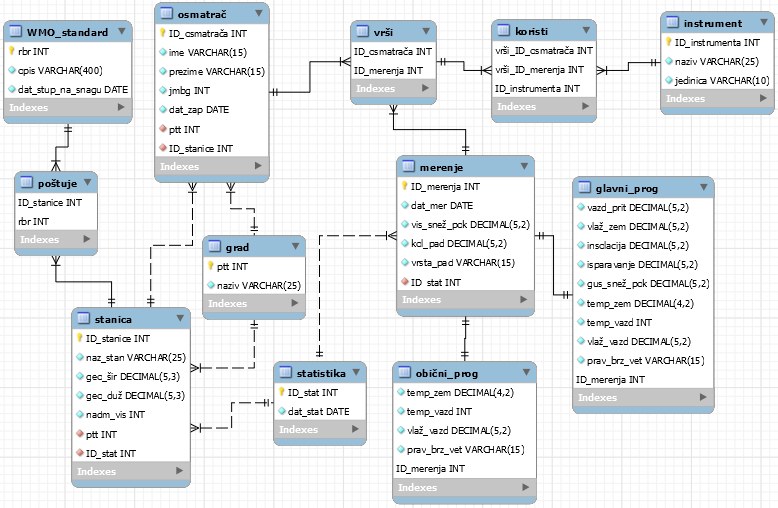 WMO_standard
rbr INT
opis VARCHAR(400)
dat_stup_na_snagu DATE
Indexes
osmatrač
ID_osmatrača INT
ime VARCHAR(15)
prezime VARCHAR(15)
jmbg INT
dat_zap DATE
ptt INT
ID_stanice INT
Indexes
vrši
ID_osmatrača INT
ID_merenja INT
Indexes
koristi
vrši_ID_osmatrača INT
vrši_ID_merenja INT
ID_instrumenta INT
Indexes
instrument
ID_instrumenta INT
naziv VARCHAR(25)
jedinica VARCHAR(10)
Indexes
poštuje
ID_stanice INT
rbr INT
Indexes
grad
ptt INT
naziv VARCHAR(25)
Indexes
merenje
ID_merenja INT
dat_mer DATE
vis_snež_pok DECIMAL(5,2)
kol_pad DECIMAL(5,2)
vrsta_pad VARCHAR(15)
ID_stat INT
Indexes
glavni_prog
vazd_prit DECIMAL(5,2)
vlaž_zem DECIMAL(5,2)
insolacija DECIMAL(5,2)
isparavanje DECIMAL(5,2)
gus_snež_pok DECIMAL(5,2)
temp_zem DECIMAL(4,2)
temp_vazd INT
vlaž_vazd DECIMAL(5,2)
prav_brz_vet VARCHAR(15)
ID_merenja INT
Indexes
stanica
ID_stanice INT
naz_stan VARCHAR(25)
geo_šir DECIMAL(5,3)
geo_duž DECIMAL(5,3)
nadm_vis INT
ptt INT
ID_stat INT
Indexes
statistika
ID_stat INT
dat_stat DATE
Indexes
obični_prog
temp_zem DECIMAL(4,2)
temp_vazd INT
vlaž_vazd DECIMAL(5,2)
prav_brz_vet VARCHAR(15)
ID_merenja INT
Indexes